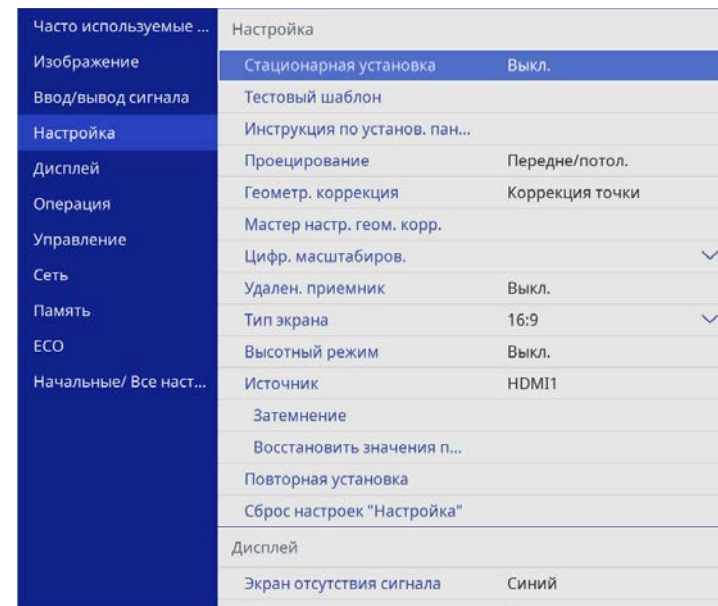 Часто используемые ...
Изображение
Ввод/вывод сигнала
Настройка
Дисплей
Операция
Управление
Сеть
Память
ECO
Начальные/ Все наст...
Настройка
Стационарная установка Выкл.
Тестовый шаблон
Инструкция по установ. пан...
Проецирование Передне/потол.
Геометр. коррекция Коррекция точки
Мастер настр. геом. корр.
Цифр. масштабиров.
Удален. приемник Выкл.
Тип экрана 16:9
Высотный режим Выкл.
Источник HDMI1
Затемнение
Восстановить значения п...
Повторная установка
Сброс настроек "Настройка"
Дисплей
Экран отсутствия сигнала Синий